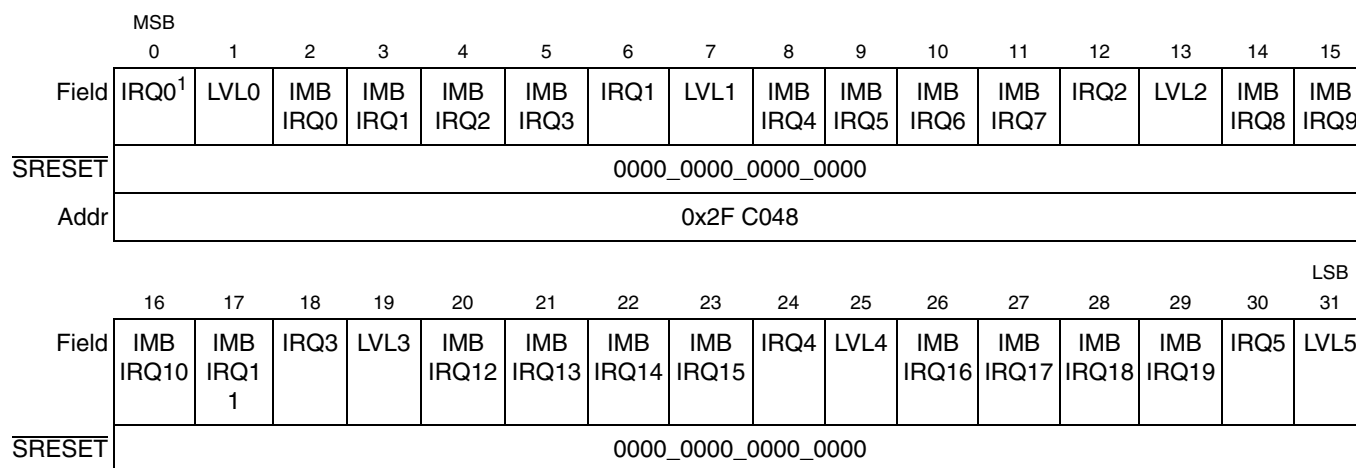 MSB
0 1 2 3 4 5 6 7 8 9 10 11 12 13 14 15
Field IRQ0¹ LVL0 IMB IRQ0 IMB IRQ1 IMB IRQ2 IMB IRQ3 IRQ1 LVL1 IMB IRQ4 IMB IRQ5 IMB IRQ6 IMB IRQ7 IRQ2 LVL2 IMB IRQ8 IMB IRQ9
SRESET 0000_0000_0000_0000
Addr 0x2F C048
LSB
16 17 18 19 20 21 22 23 24 25 26 27 28 29 30 31
Field IMB IRQ10 IMB IRQ1 1 IRQ3 LVL3 IMB IRQ12 IMB IRQ13 IMB IRQ14 IMB IRQ15 IRQ4 LVL4 IMB IRQ16 IMB IRQ17 IMB IRQ18 IMB IRQ19 IRQ5 LVL5
SRESET 0000_0000_0000_0000